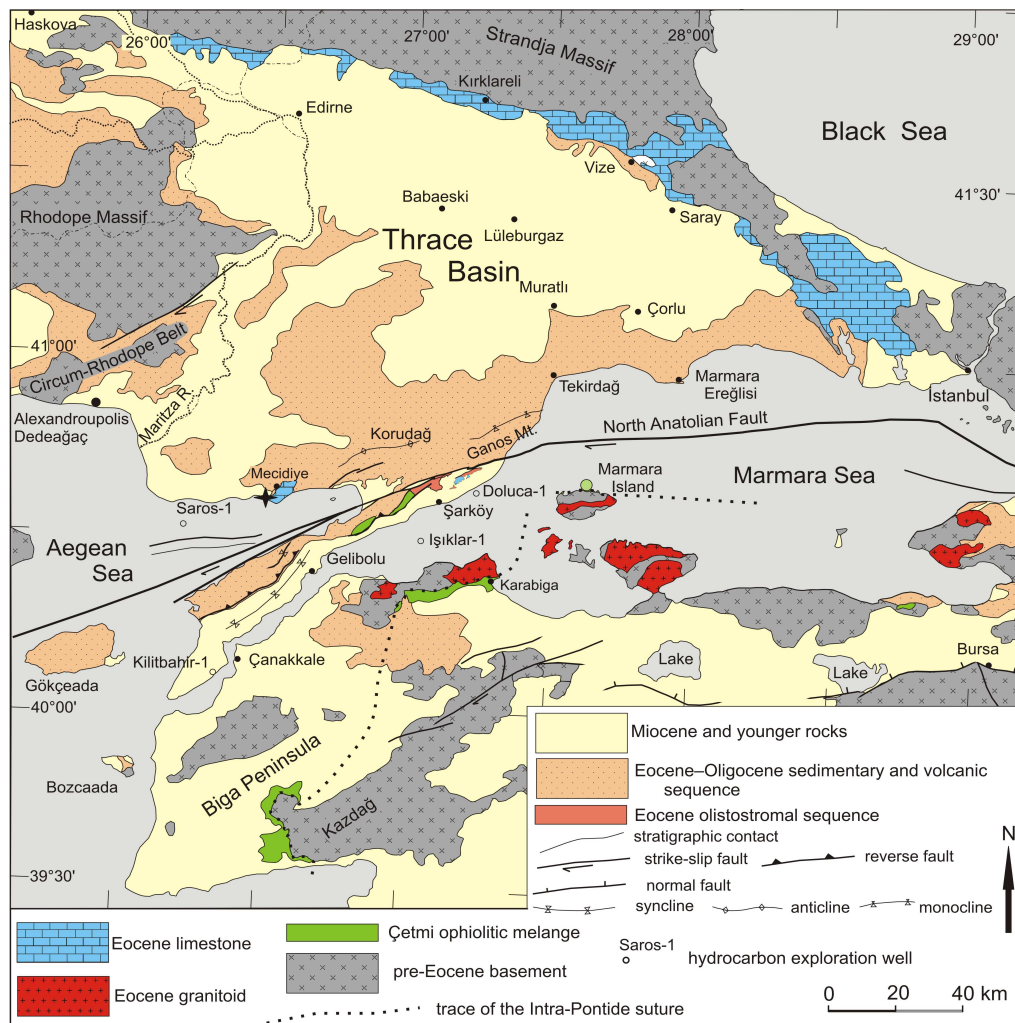 Haskova
26°00'
27°00'
28°00'
29°00'
Strandja
Massif
Kırklareli
Edirne
Black Sea
Vize
41°30'
Babaeski
Rhodope Massif
Saray
Lüleburgaz
Thrace
Basin
Muratlı
Çorlu
41°00'
Circum-Rhodope Belt
Tekirdağ
Marmara
Ereğlisi
İstanbul
Alexandroupolis
Dedeağaç
Maritza R.
Korudağ
Ganos Mt.
North Anatolian Fault
Mecidiye
Marmara
Island
Marmara Sea
Doluca-1
Saros-1
Şarköy
Işıklar-1
Aegean
Sea
Gelibolu
Karabiga
Kilitbahir-1
Çanakkale
Lake
Lake
Bursa
Gökçeada
40°00'
Biga Peninsula
Bozcaada
Kazdağ
39°30'
Miocene and younger rocks
Eocene–Oligocene sedimentary and volcanic
sequence
Eocene olistostromal sequence
stratigraphic contact
strike-slip fault
reverse fault
normal fault
syncline
anticline
monocline
N
Eocene limestone
Çetmi ophiolitic melange
Saros-1
hydrocarbon exploration well
Eocene granitoid
pre-Eocene basement
trace of the Intra-Pontide suture
0 20 40 km